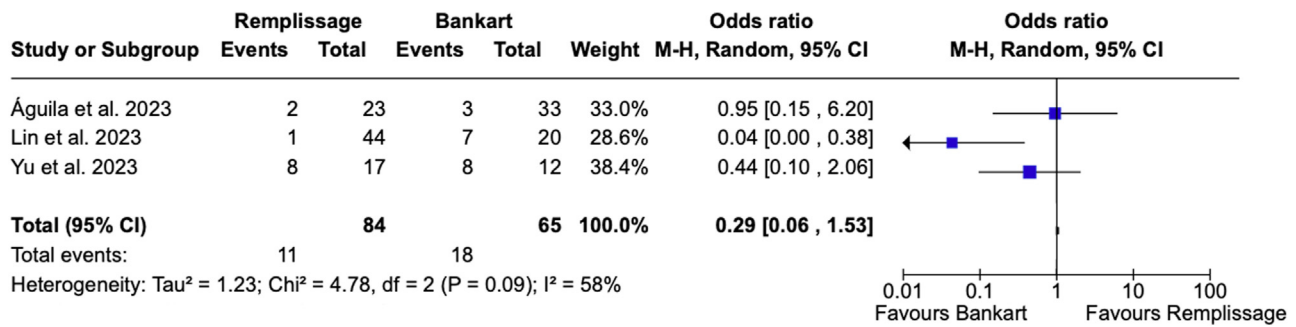 Remplissage Bankart Odds ratio Odds ratio
Study or Subgroup Events Total Events Total Weight M-H, Random, 95% CI M-H, Random, 95% CI
Águila et al. 2023 2 23 3 33 33.0% 0.95 [0.15 , 6.20]
Lin et al. 2023 1 44 7 20 28.6% 0.04 [0.00 , 0.38]
Yu et al. 2023 8 17 8 12 38.4% 0.44 [0.10 , 2.06]
Total (95% CI) 84 65 100.0% 0.29 [0.06 , 1.53]
Total events: 11 18
Heterogeneity: Tau² = 1.23; Chi² = 4.78, df = 2 (P = 0.09); I² = 58%
0.01 0.1 1 10 100
Favours Bankart Favours Remplissage